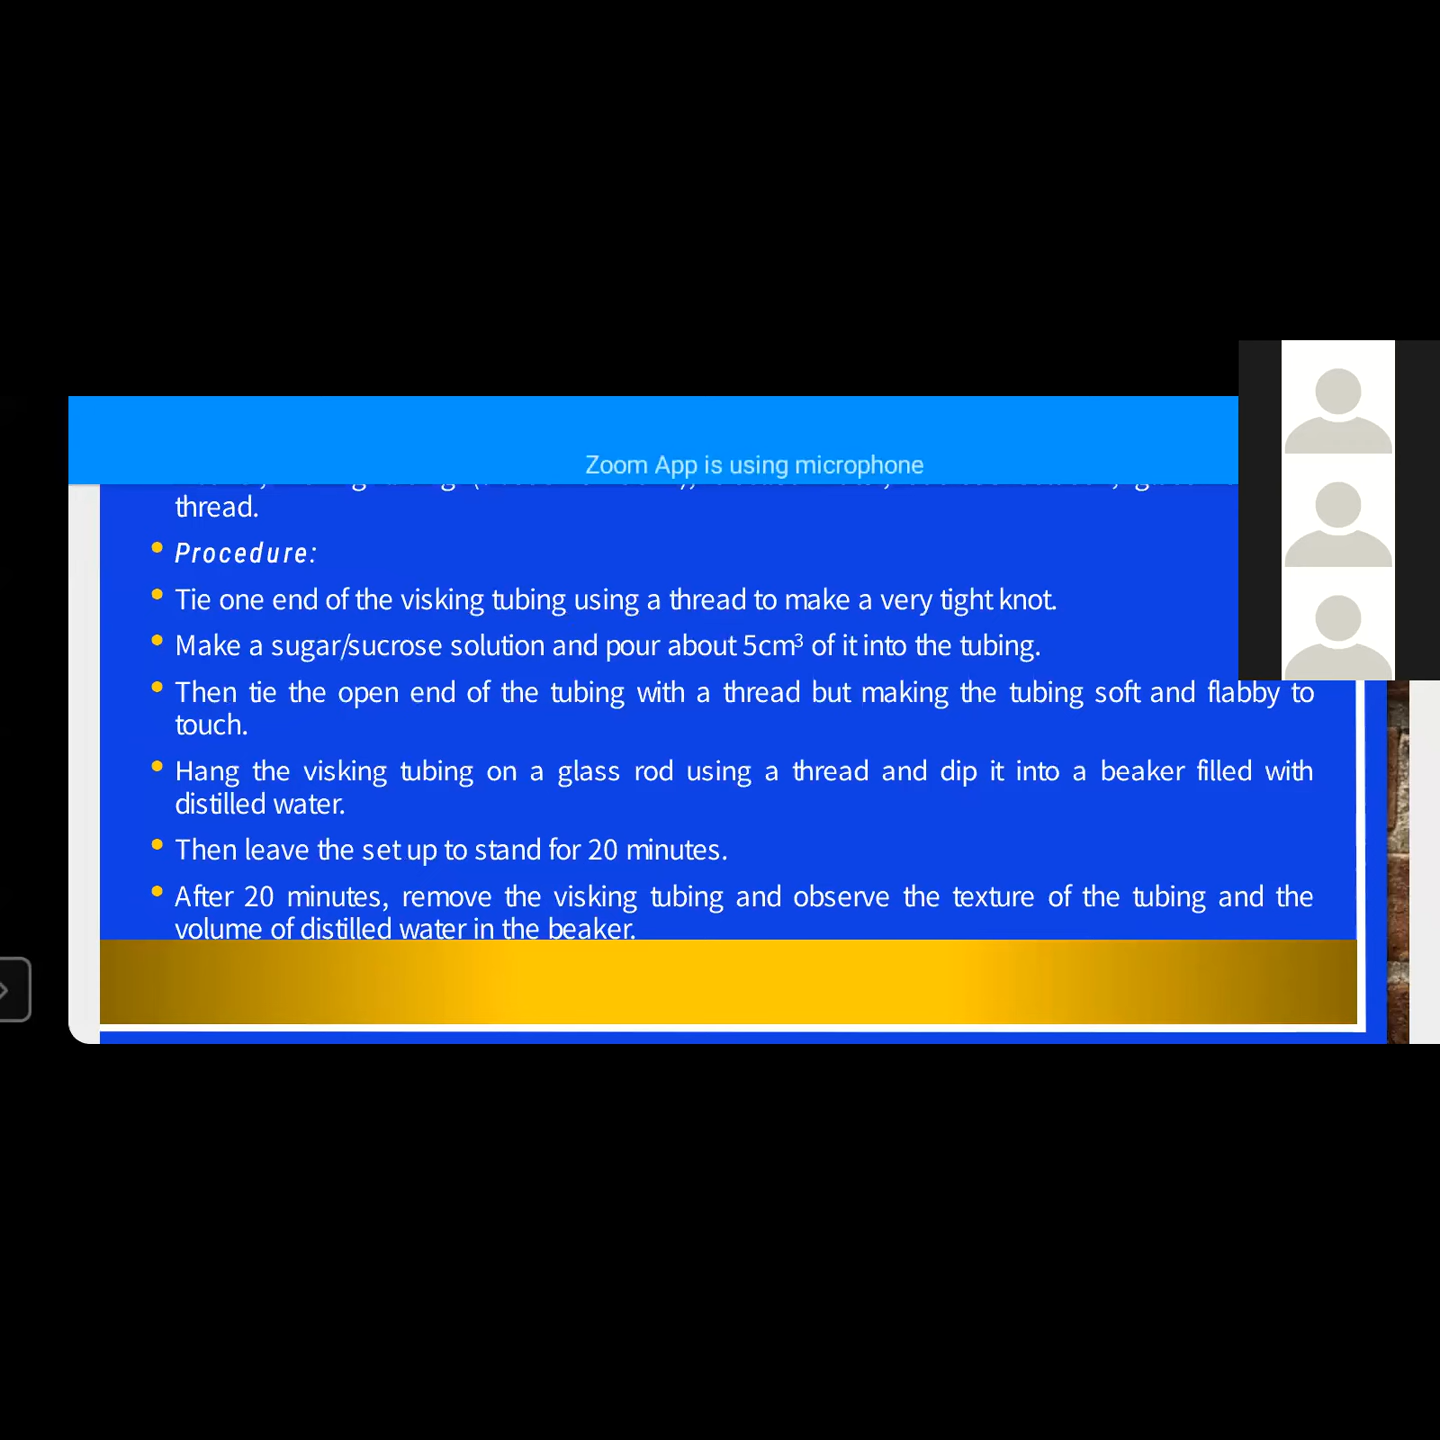 Zoom App is using microphone
thread.
Procedure:
Tie one end of the visking tubing using a thread to make a very tight knot.
Make a sugar/sucrose solution and pour about 5cm³ of it into the tubing.
Then tie the open end of the tubing with a thread but making the tubing soft and flabby to
touch.
Hang the visking tubing on a glass rod using a thread and dip it into a beaker filled with
distilled water.
Then leave the set up to stand for 20 minutes.
After 20 minutes, remove the visking tubing and observe the texture of the tubing and the
volume of distilled water in the beaker.